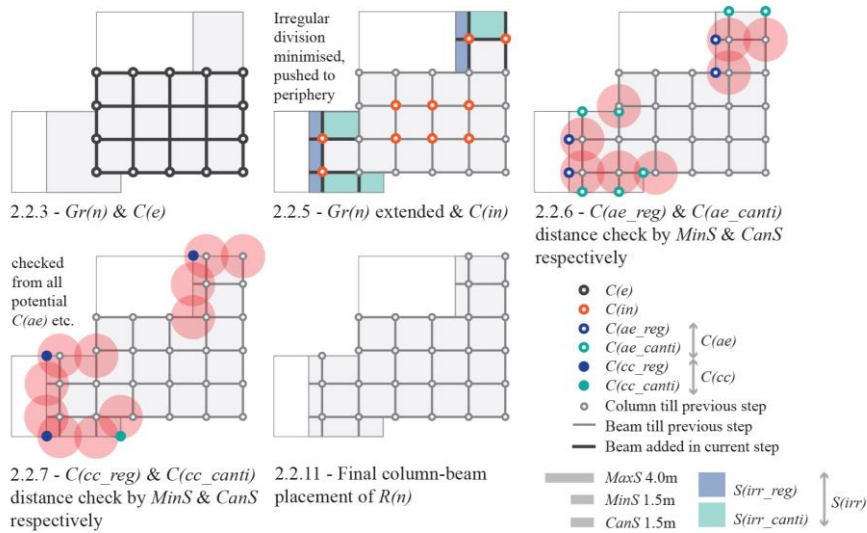 Irregular
division
minimised,
pushed to
periphery
2.2.3 - Gr(n) & C(e)
2.2.5 - Gr(n) extended & C(in)
2.2.6 - C(ae_reg) & C(ae_canti)
distance check by MinS & CanS
respectively
checked
from all
potential
C(ae) etc.
2.2.7 - C(cc_reg) & C(cc_canti)
distance check by MinS & CanS
respectively
2.2.11 - Final column-beam
placement of R(n)
C(e)
C(in)
C(ae_reg)
C(ae_canti)
C(ae)
C(cc_reg)
C(cc_canti)
C(cc)
Column till previous step
Beam till previous step
Beam added in current step
MaxS 4.0m
MinS 1.5m
CanS 1.5m
S(irr_reg)
S(irr_canti)
S(irr)